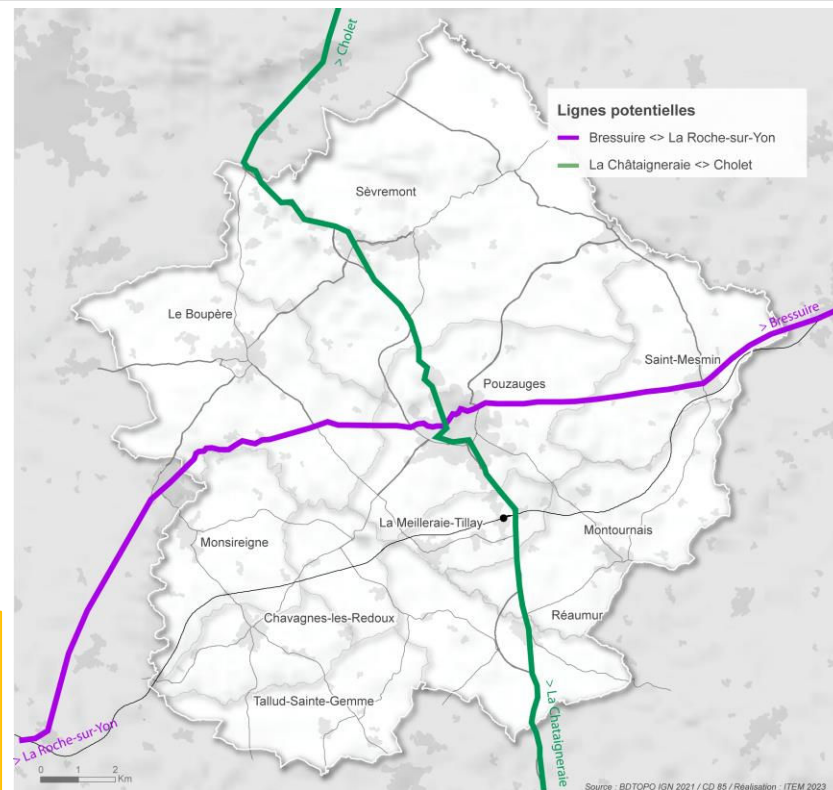 > Cholet
Lignes potentielles
Bressuire <> La Roche-sur-Yon
La Châtaigneraie <> Cholet
Sèvremont
Le Boupère
> Bressuire
Saint-Mesmin
Pouzauges
La Meilleraie-Tillay
Montournais
Monsireigne
Réaumur
Chavagnes-les-Redoux
Tallud-Sainte-Gemme
> La Chataigneraie
> La Roche-sur-Yon
0 1 2
Km
Source : BDTOPO IGN 2021 / CD 85 / Réalisation : ITEM 2023